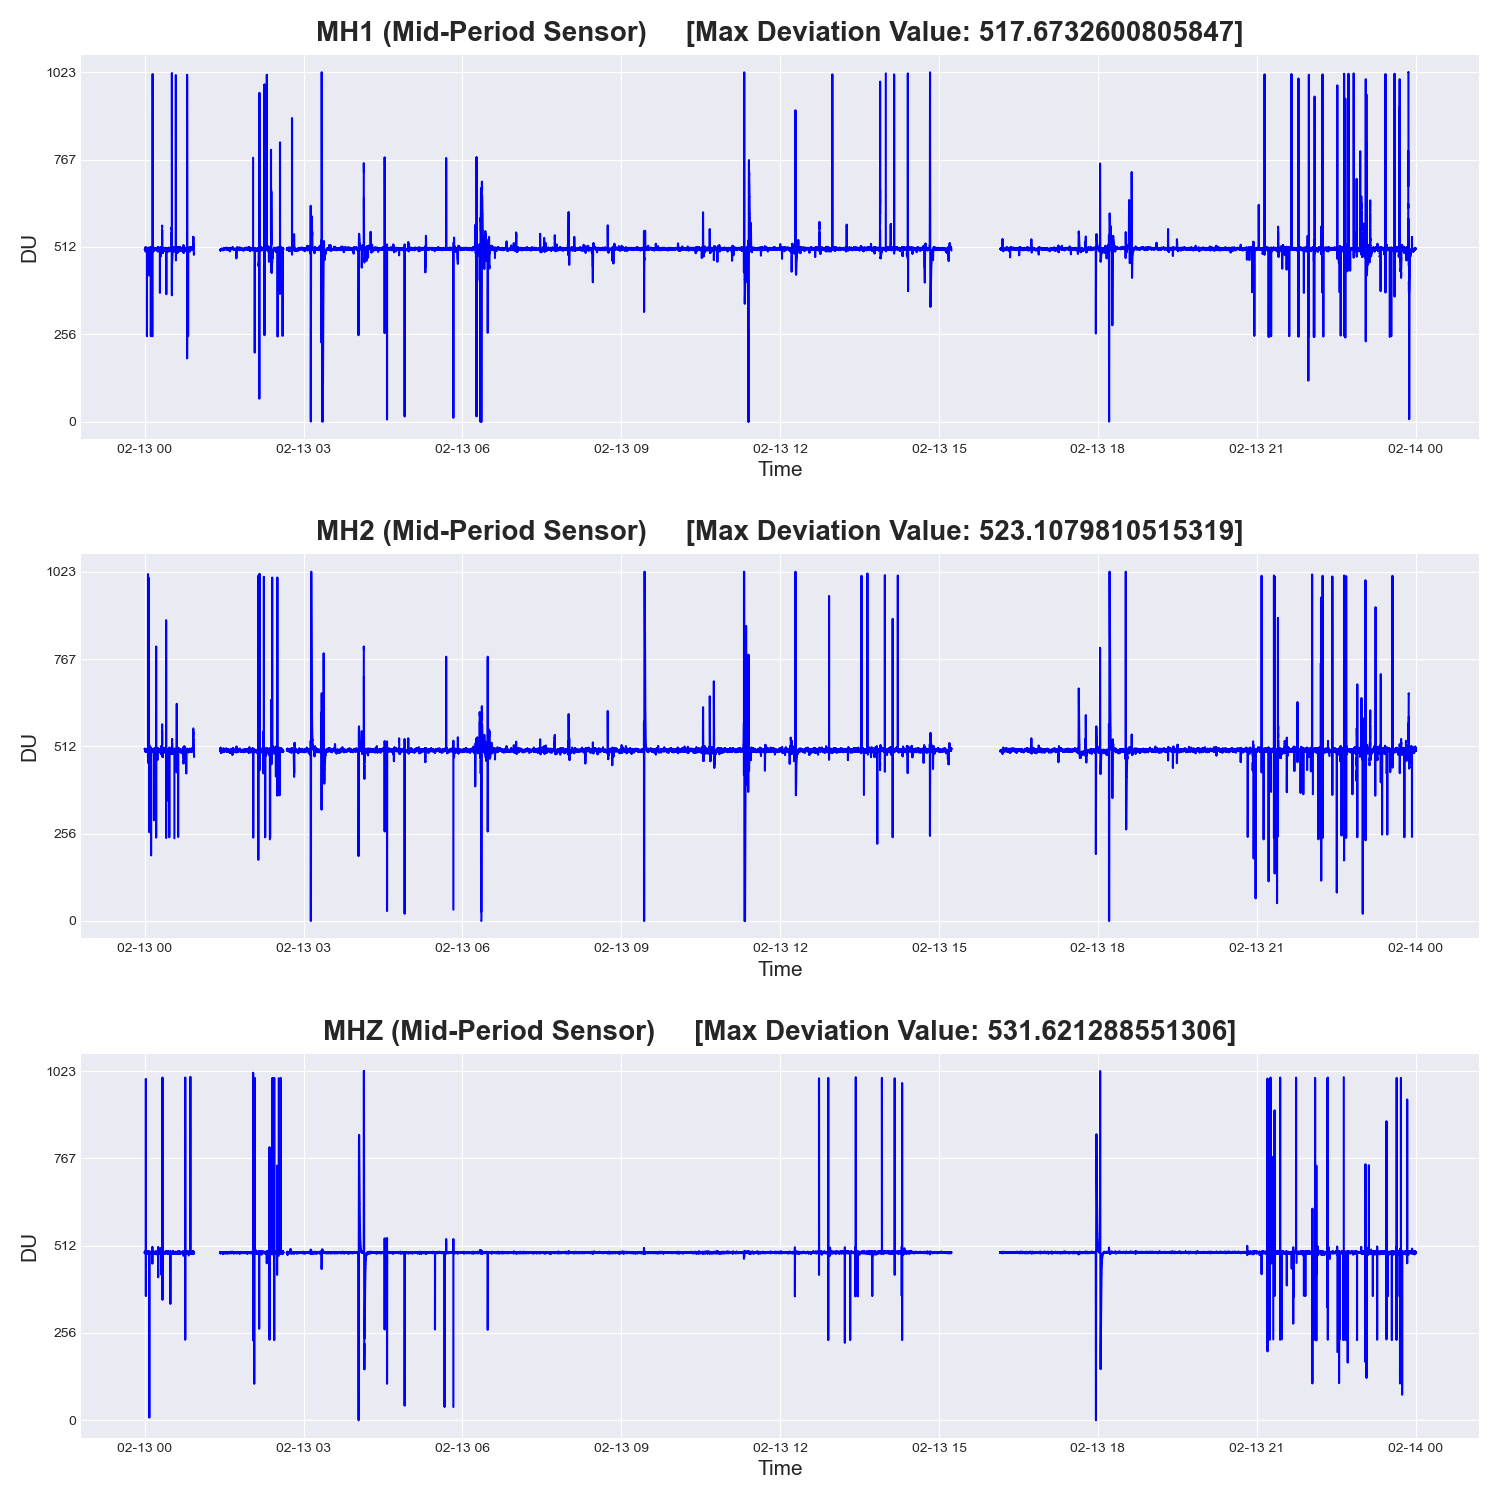 MH1 (Mid-Period Sensor) [Max Deviation Value: 517.6732600805847]
1023
767
512
256
0
DU
02-13 00 02-13 03 02-13 06 02-13 09 02-13 12 02-13 15 02-13 18 02-13 21 02-14 00
Time
MH2 (Mid-Period Sensor) [Max Deviation Value: 523.1079810515319]
1023
767
512
256
0
DU
02-13 00 02-13 03 02-13 06 02-13 09 02-13 12 02-13 15 02-13 18 02-13 21 02-14 00
Time
MHZ (Mid-Period Sensor) [Max Deviation Value: 531.621288551306]
1023
767
512
256
0
DU
02-13 00 02-13 03 02-13 06 02-13 09 02-13 12 02-13 15 02-13 18 02-13 21 02-14 00
Time